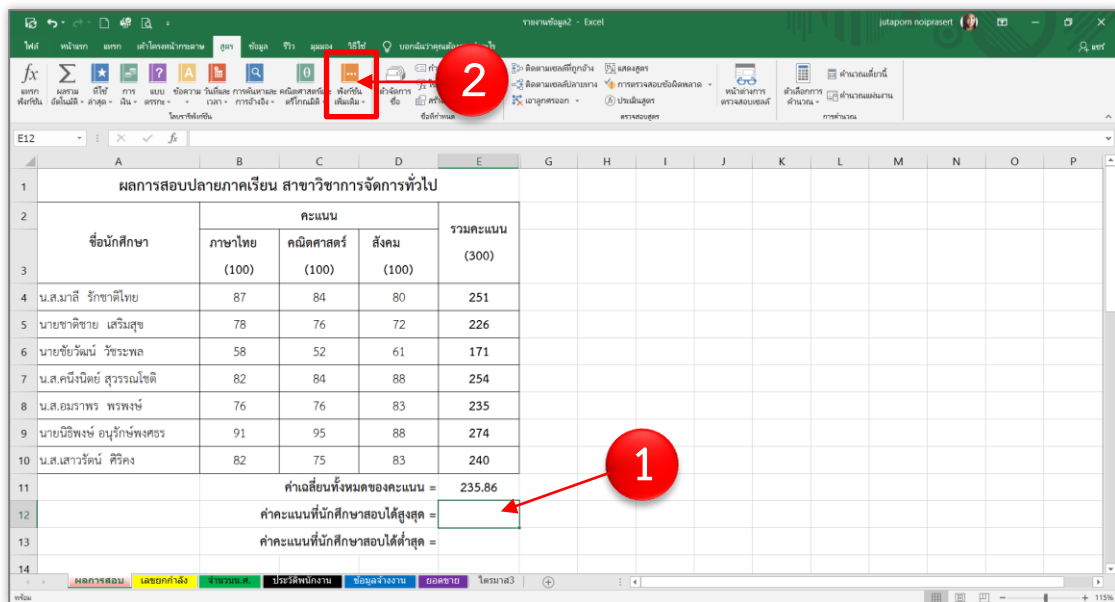 รายงานข้อมูล2 - Excel
jutaporn noiprasert
ไฟล์ หน้าแรก แทรก เค้าโครงหน้ากระดาษ สูตร ข้อมูล รีวิว มุมมอง วิธีใช้ แชร์
fx
แทรก ฟังก์ชัน
ผลรวม อัตโนมัติ
ที่ใช้ ล่าสุด
การ เงิน
แบบ ตรรกะ
ข้อความ
วันที่และ เวลา
การค้นหาและ การอ้างอิง
คณิตศาสตร์และ ตรีโกณมิติ
ฟังก์ชัน เพิ่มเติม
ตัวจัดการ ชื่อ
2
ติดตามเซลล์ที่ถูกอ้าง
ติดตามเซลล์ปลายทาง
เอาลูกศรออก
แสดงสูตร
การตรวจสอบข้อผิดพลาด
ประเมินสูตร
หน้าต่างการ ตรวจสอบเซลล์
ตัวเลือกการ คำนวณ
คำนวณเดี๋ยวนี้
คำนวณแผ่นงาน
ไลบรารีฟังก์ชัน ชื่อที่กำหนด ตรวจสอบสูตร การคำนวณ
E12 fx
A B C D E G H I J K L M N O P
1 ผลการสอบปลายภาคเรียน สาขาวิชาการจัดการทั่วไป
2 ชื่อนักศึกษา คะแนน รวมคะแนน
ภาษาไทย คณิตศาสตร์ สังคม (300)
3 (100) (100) (100)
4 น.ส.มาลี รักชาติไทย 87 84 80 251
5 นายชาติชาย เสริมสุข 78 76 72 226
6 นายชัยวัฒน์ วัชระพล 58 52 61 171
7 น.ส.คนึงนิตย์ สุวรรณโชติ 82 84 88 254
8 น.ส.อมราพร พรพงษ์ 76 76 83 235
9 นายนิธิพงษ์ อนุรักษ์พงศธร 91 95 88 274
10 น.ส.เสาวรัตน์ ศิริคง 82 75 83 240
1
11 ค่าเฉลี่ยนทั้งหมดของคะแนน = 235.86
12 ค่าคะแนนที่นักศึกษาสอบได้สูงสุด =
13 ค่าคะแนนที่นักศึกษาสอบได้ต่ำสุด =
14
ผลการสอบ เลขยกกำลัง จำนวนน.ศ. ประวัติพนักงาน ข้อมูลจ้างงาน ยอดขาย ไตรมาส3
พร้อม 115%